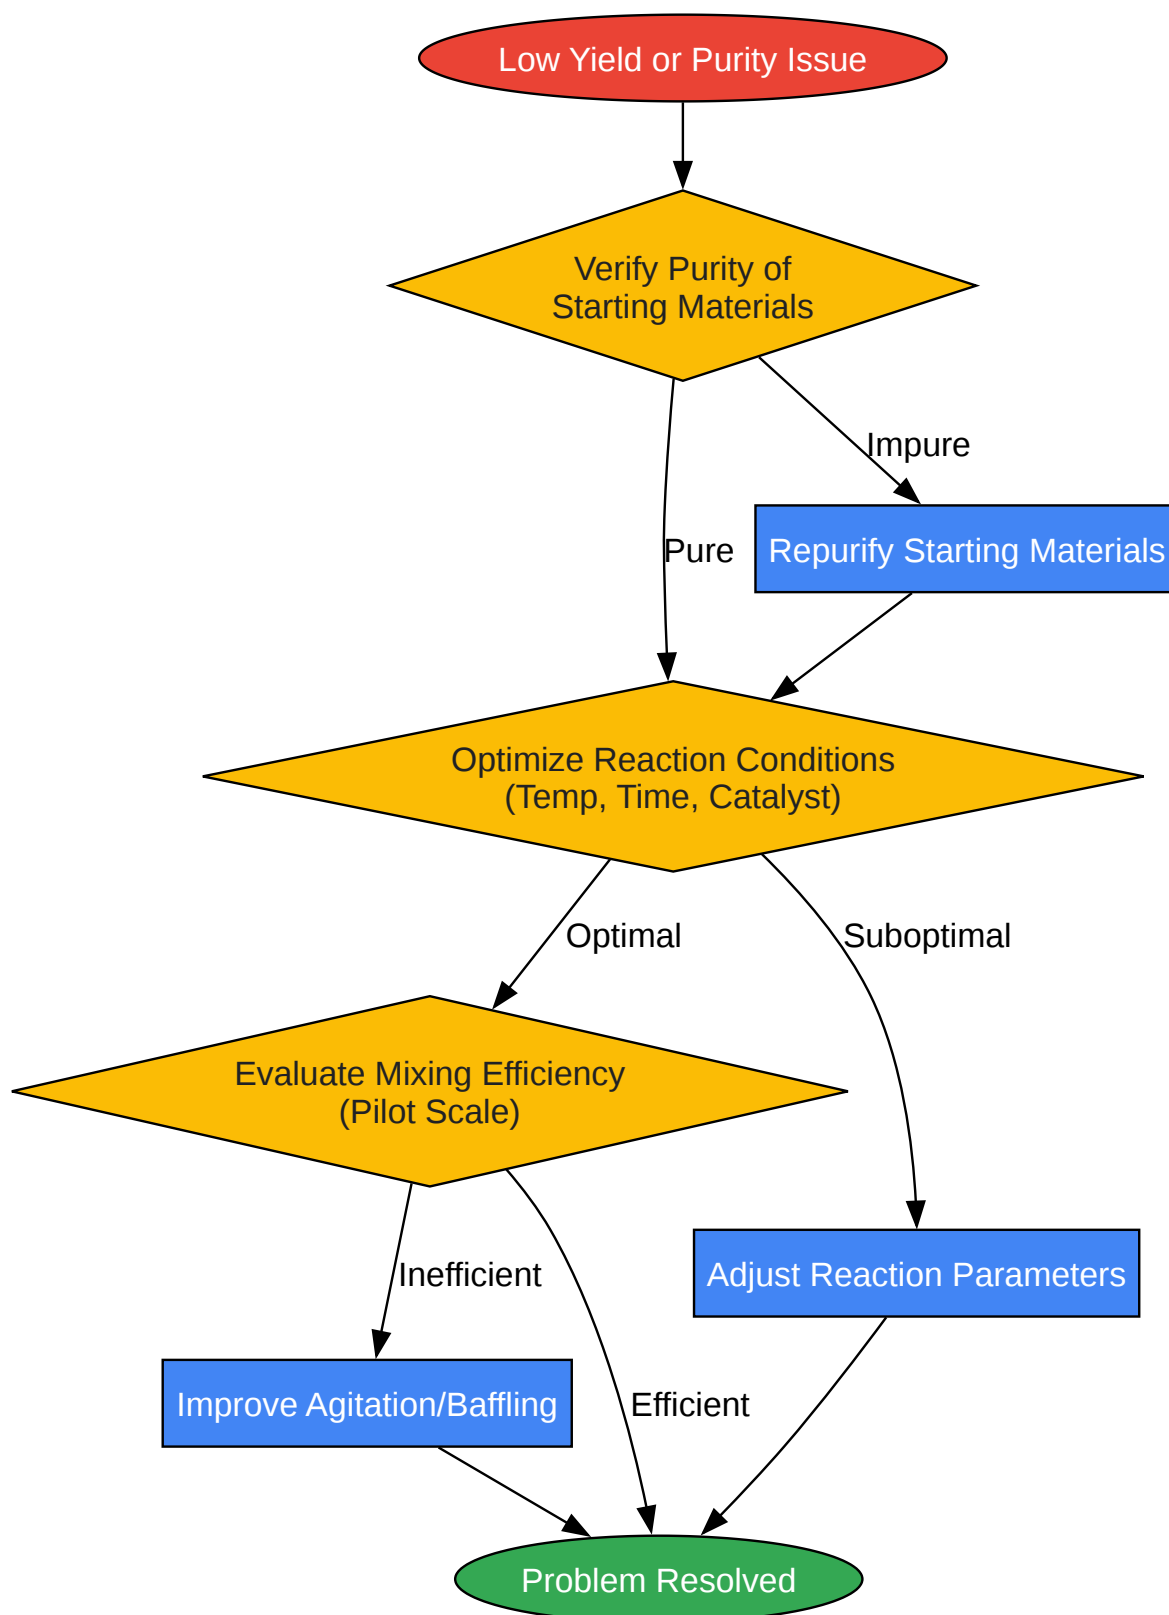 Low Yield or Purity Issue
Verify Purity of
Starting Materials
Impure
Pure
Repurify Starting Materials
Optimize Reaction Conditions
(Temp, Time, Catalyst)
Optimal
Suboptimal
Evaluate Mixing Efficiency
(Pilot Scale)
Inefficient
Adjust Reaction Parameters
Improve Agitation/Baffling
Efficient
Problem Resolved